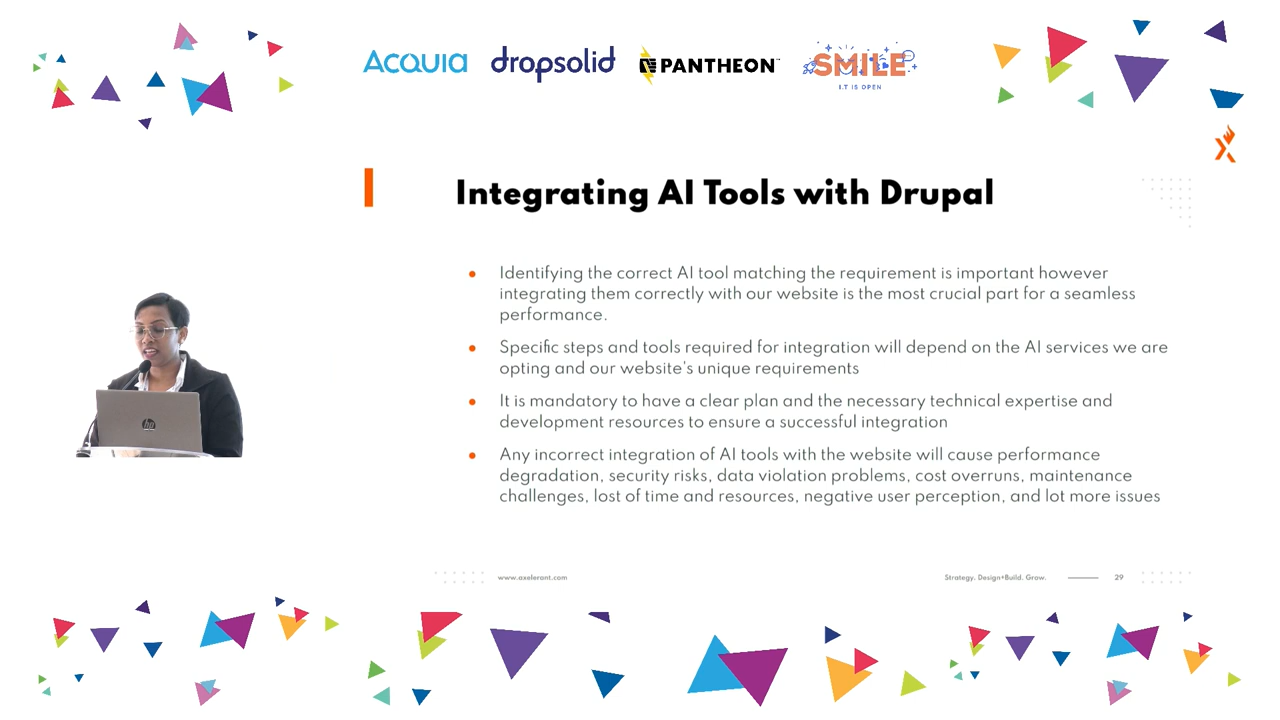 ACQUIA
dropsolid
PANTHEON
SMILE
I.T IS OPEN
Integrating AI Tools with Drupal
Identifying the correct AI tool matching the requirement is important however
integrating them correctly with our website is the most crucial part for a seamless
performance.
Specific steps and tools required for integration will depend on the AI services we are
opting and our website's unique requirements
It is mandatory to have a clear plan and the necessary technical expertise and
development resources to ensure a successful integration
Any incorrect integration of AI tools with the website will cause performance
degradation, security risks, data violation problems, cost overruns, maintenance
challenges, lost of time and resources, negative user perception, and lot more issues
hp
www.axelerant.com
Strategy. Design+Build. Grow.
29